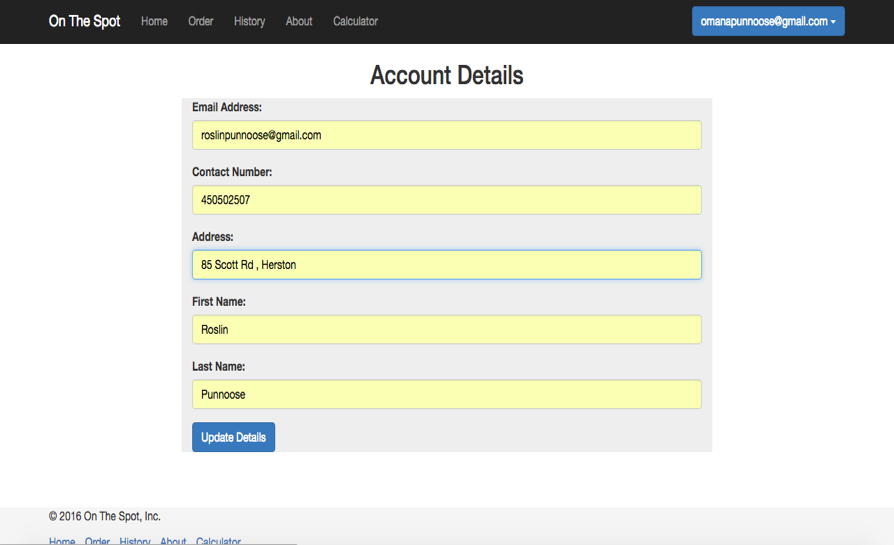 On The Spot Home Order History About Calculator omanapunnoose@gmail.com
Account Details
Email Address:
roslinpunnoose@gmail.com
Contact Number:
450502507
Address:
85 Scott Rd , Herston
First Name:
Roslin
Last Name:
Punnoose
Update Details
© 2016 On The Spot, Inc.
Home Order History About Calculator